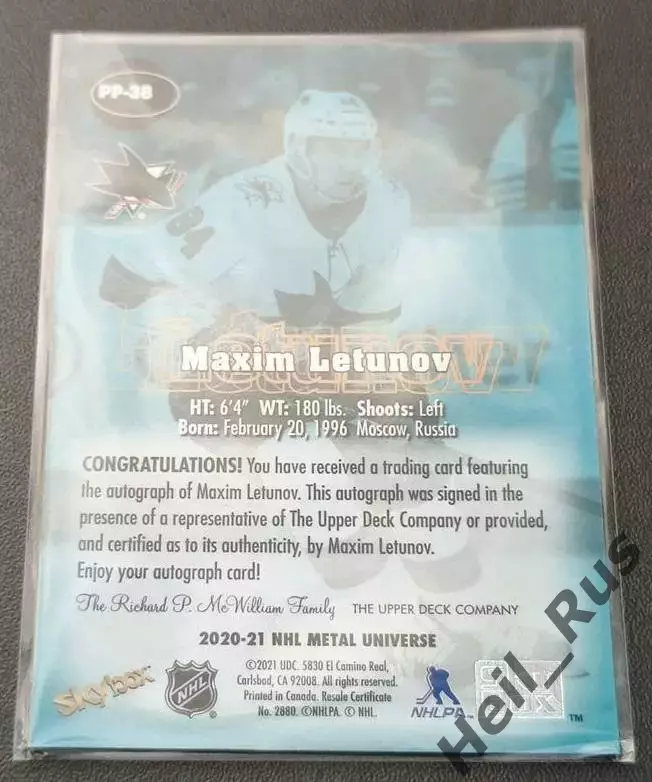 PP-38
84
Letunov
Maxim Letunov
HT: 6'4" WT: 180 lbs. Shoots: Left
Born: February 20, 1996 Moscow, Russia
CONGRATULATIONS! You have received a trading card featuring
the autograph of Maxim Letunov. This autograph was signed in the
presence of a representative of The Upper Deck Company or provided,
and certified as to its authenticity, by Maxim Letunov.
Enjoy your autograph card!
The Richard P. McWilliam Family THE UPPER DECK COMPANY
2020-21 NHL METAL UNIVERSE
©2021 UDC. 5830 El Camino Real,
Carlsbad, CA 92008. All rights reserved.
Printed in Canada. Resale Certificate
No. 2880. ©NHLPA. © NHL.
skybox
NHL
NHLPA
TM
Heil_Rus